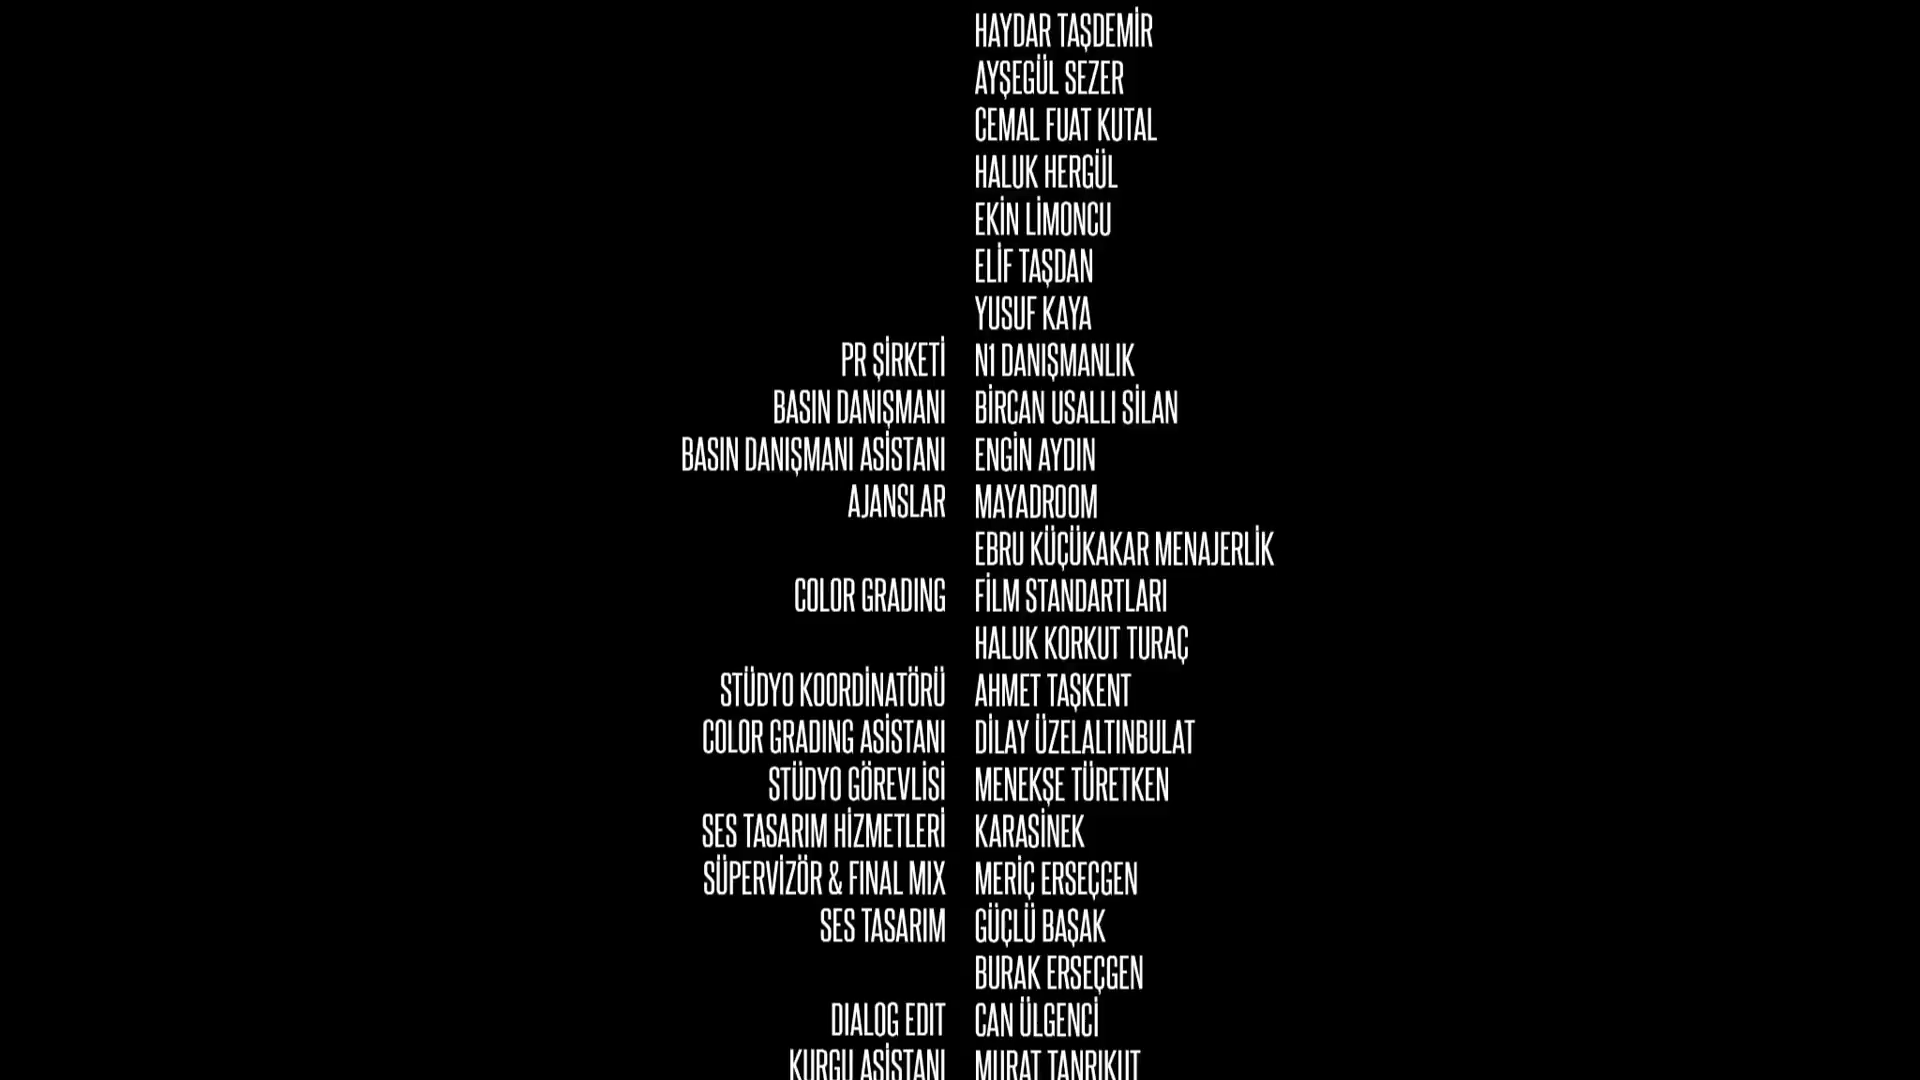 HAYDAR TAŞDEMİR
AYŞEGÜL SEZER
CEMAL FUAT KUTAL
HALUK HERGÜL
EKİN LİMONCU
ELİF TAŞDAN
YUSUF KAYA
PR ŞİRKETİ N1 DANIŞMANLIK
BASIN DANIŞMANI BİRCAN USALLI SİLAN
BASIN DANIŞMANI ASİSTANI ENGİN AYDIN
AJANSLAR MAYADROOM
EBRU KÜÇÜKAKAR MENAJERLİK
COLOR GRADING FİLM STANDARTLARI
HALUK KORKUT TURAÇ
STÜDYO KOORDİNATÖRÜ AHMET TAŞKENT
COLOR GRADING ASİSTANI DİLAY ÜZELALTINBULAT
STÜDYO GÖREVLİSİ MENEKŞE TÜRETKEN
SES TASARIM HİZMETLERİ KARASİNEK
SÜPERVİZÖR & FINAL MIX MERİÇ ERSEÇGEN
SES TASARIM GÜÇLÜ BAŞAK
BURAK ERSEÇGEN
DIALOG EDIT CAN ÜLGENCİ
KURGU ASİSTANI MURAT TANRIKUT